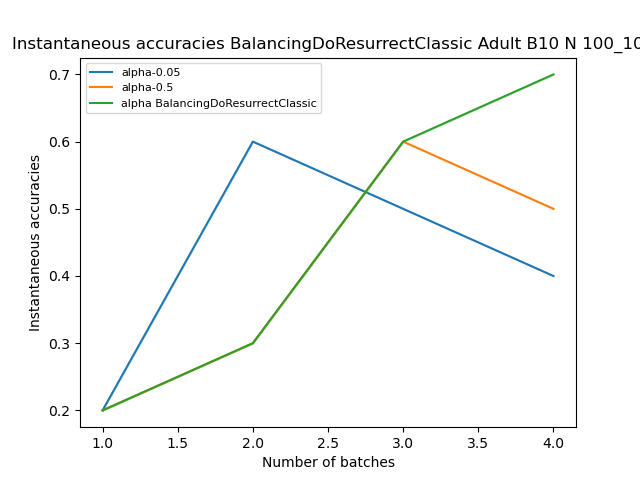 Instantaneous accuracies BalancingDoResurrectClassic Adult B10 N 100_10
alpha-0.05
alpha-0.5
alpha BalancingDoResurrectClassic
0.7
0.6
0.5
0.4
0.3
0.2
Instantaneous accuracies
1.0 1.5 2.0 2.5 3.0 3.5 4.0
Number of batches